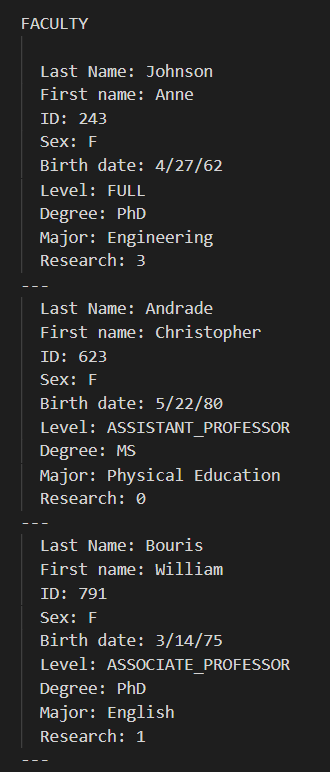 FACULTY
Last Name: Johnson
First name: Anne
ID: 243
Sex: F
Birth date: 4/27/62
Level: FULL
Degree: PhD
Major: Engineering
Research: 3
---
Last Name: Andrade
First name: Christopher
ID: 623
Sex: F
Birth date: 5/22/80
Level: ASSISTANT_PROFESSOR
Degree: MS
Major: Physical Education
Research: 0
---
Last Name: Bouris
First name: William
ID: 791
Sex: F
Birth date: 3/14/75
Level: ASSOCIATE_PROFESSOR
Degree: PhD
Major: English
Research: 1
---